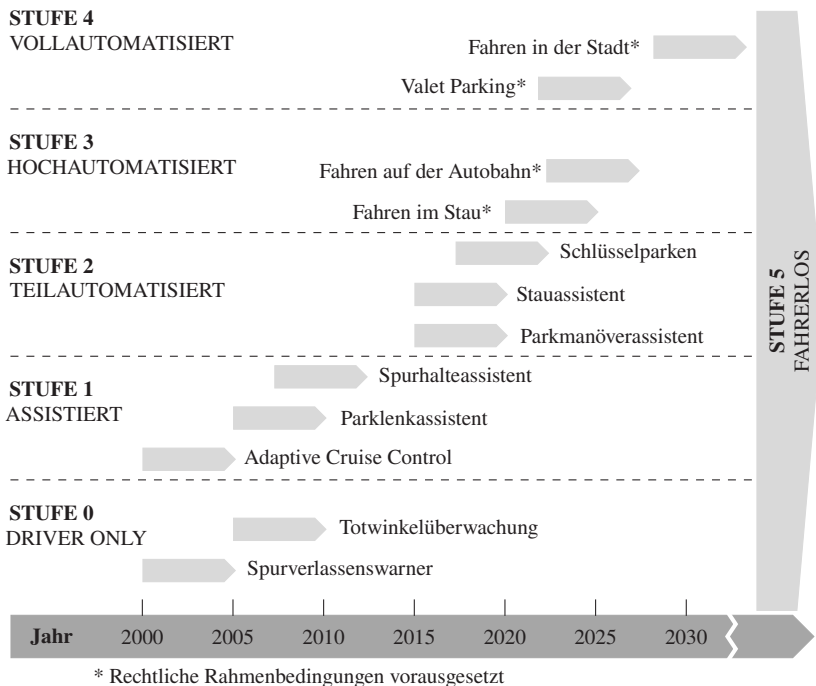 STUFE 4
VOLLAUTOMATISIERT
Fahren in der Stadt*
Valet Parking*
STUFE 3
HOCHAUTOMATISIERT
Fahren auf der Autobahn*
Fahren im Stau*
STUFE 2
TEILAUTOMATISIERT
Schlüsselparken
Stauassistent
Parkmanöverassistent
STUFE 1
ASSISTIERT
Spurhalteassistent
Parklenkassistent
Adaptive Cruise Control
STUFE 0
DRIVER ONLY
Totwinkelüberwachung
Spurverlassenswarner
STUFE 5
FAHRERLOS
Jahr 2000 2005 2010 2015 2020 2025 2030
* Rechtliche Rahmenbedingungen vorausgesetzt